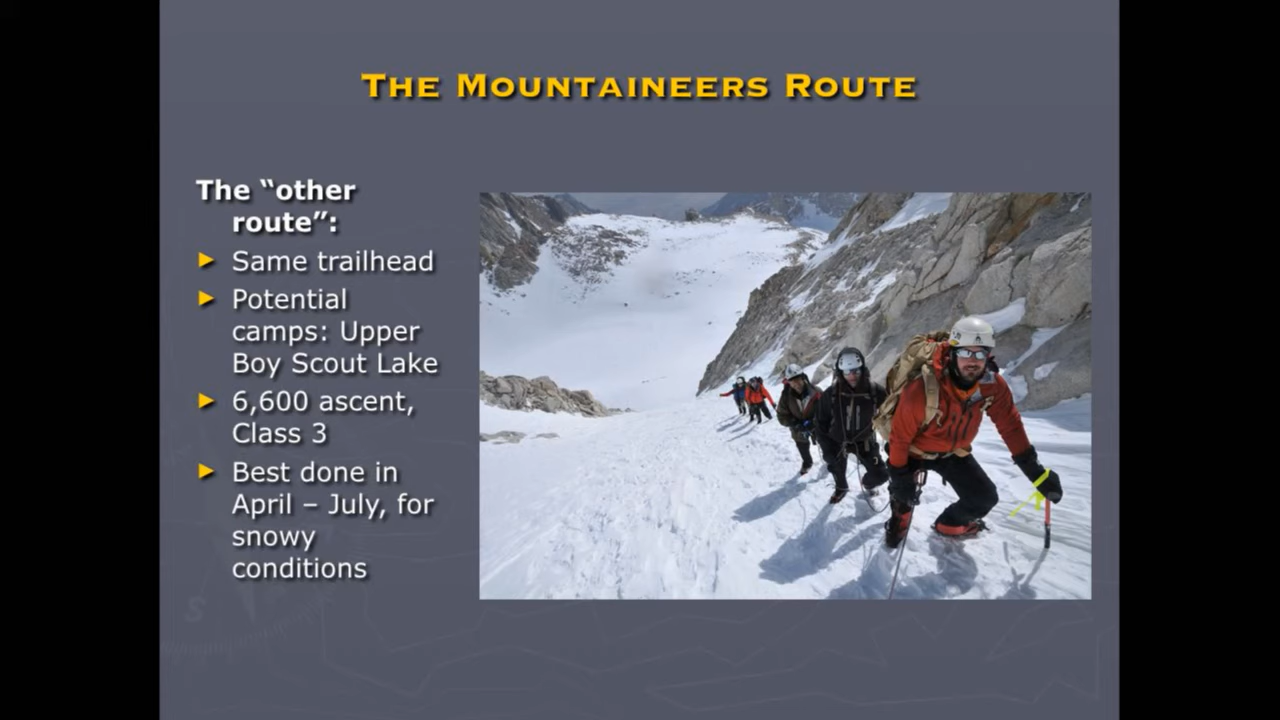 THE MOUNTAINEERS ROUTE
The “other
route”:
► Same trailhead
► Potential
camps: Upper
Boy Scout Lake
► 6,600 ascent,
Class 3
► Best done in
April – July, for
snowy
conditions
S